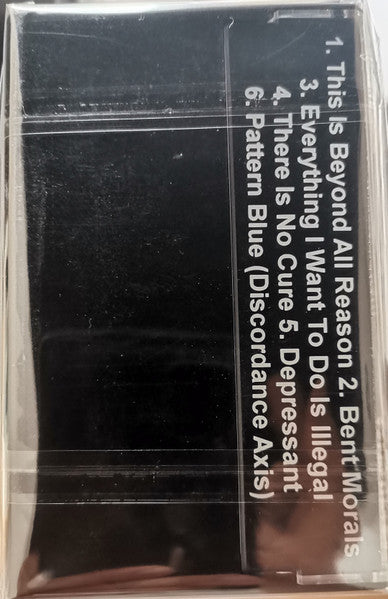 1. This Is Beyond All Reason 2. Bent Morals
3. Everything I Want To Do Is Illegal
4. There Is No Cure 5. Depressant
6. Pattern Blue (Discordance Axis)